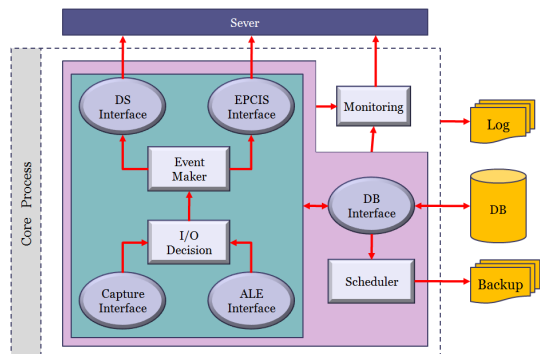 Sever
Core Process
DS
Interface
EPCIS
Interface
Monitoring
Log
Event
Maker
DB
Interface
DB
I/O
Decision
Capture
Interface
ALE
Interface
Scheduler
Backup